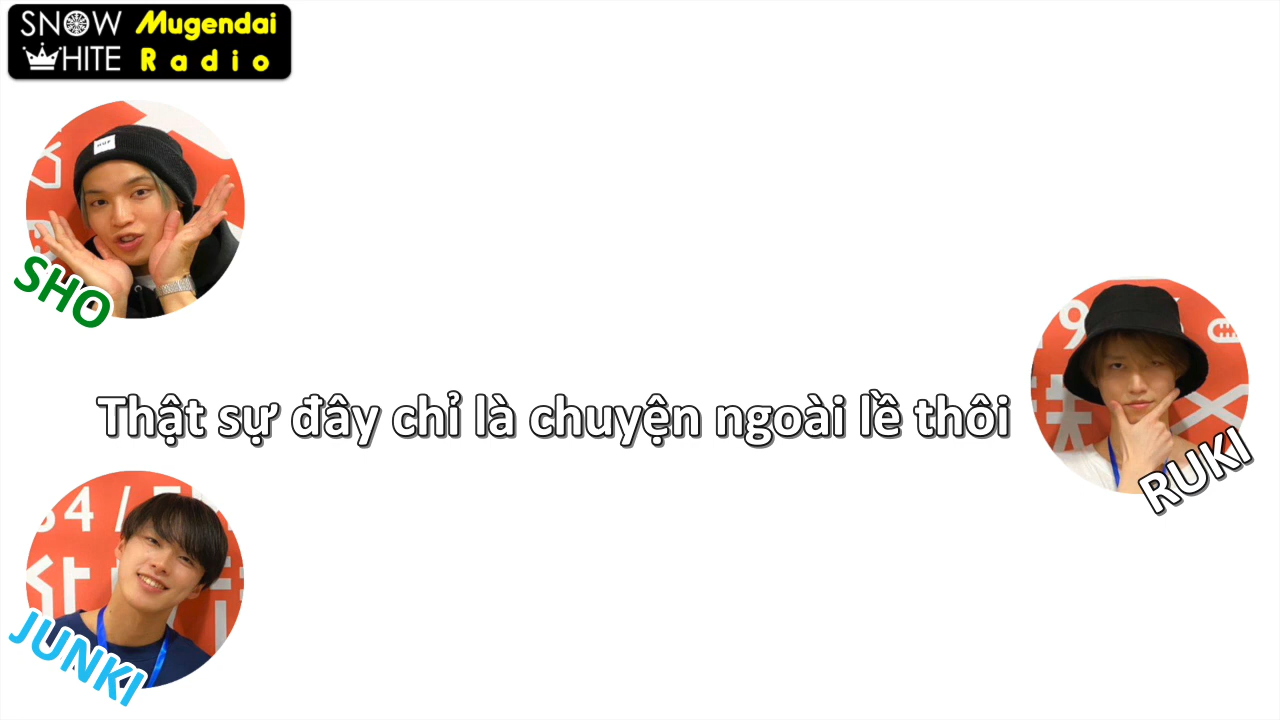 SNOW WHITE
Mugendai Radio
SHO
Thật sự đây chỉ là chuyện ngoài lề thôi
RUKI
JUNKI